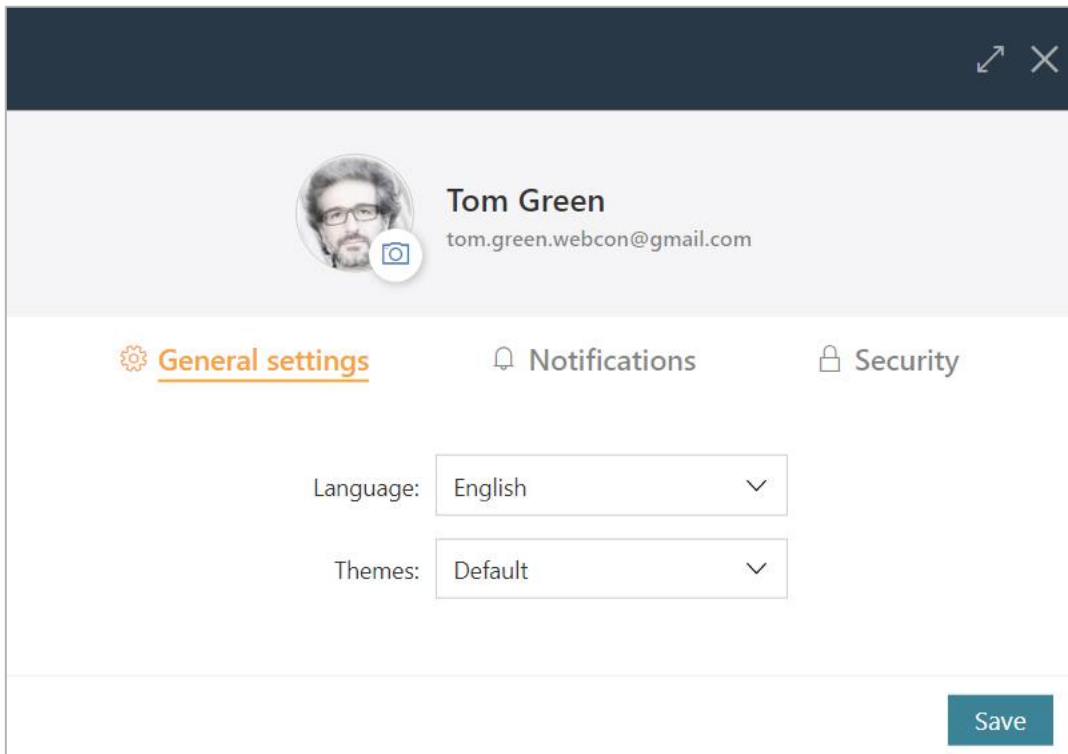 Tom Green
tom.green.webcon@gmail.com
General settings
Notifications
Security
Language:
English
Themes:
Default
Save